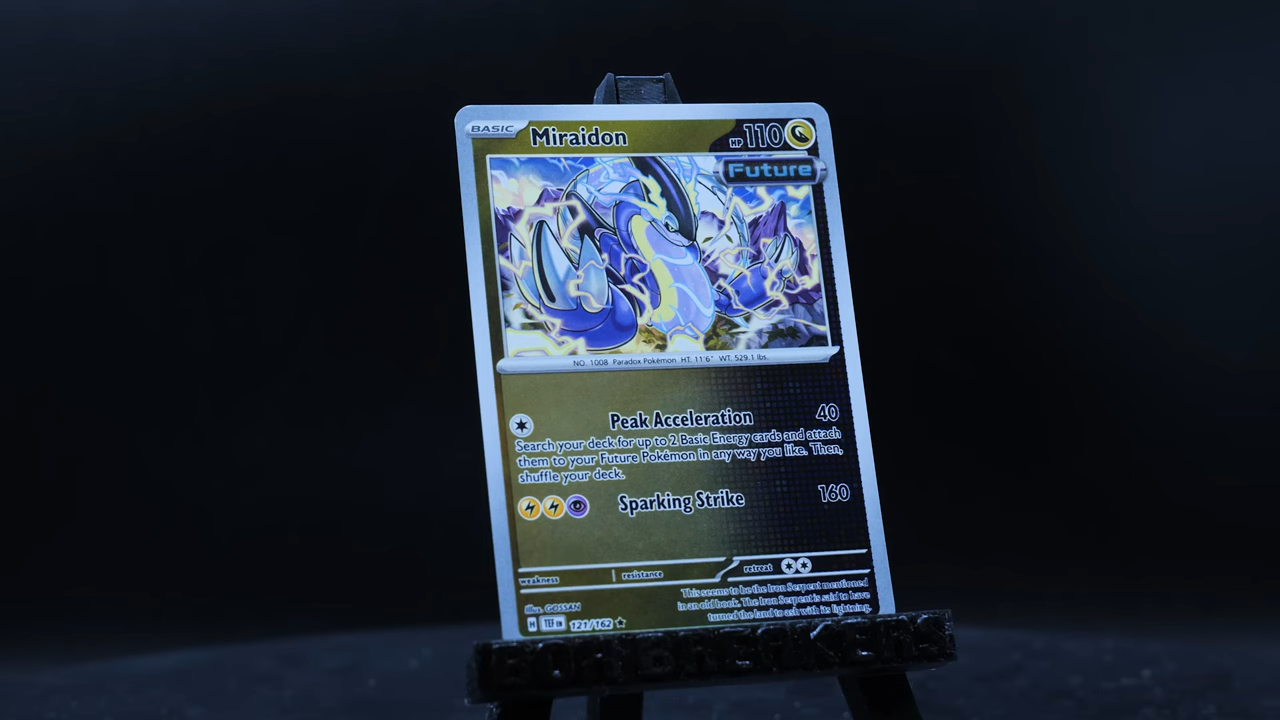 BASIC Miraidon HP 110
Future
NO. 1008 Paradox Pokémon HT. 11'6" WT. 529.1 lbs.
Peak Acceleration 40
Search your deck for up to 2 Basic Energy cards and attach
them to your Future Pokémon in any way you like. Then,
shuffle your deck.
Sparking Strike 160
weakness resistance retreat
Illus. GOSSAN
This seems to be the Iron Serpent mentioned
in an old book. The Iron Serpent is said to have
turned the land to ash with its lightning.
H TEF EN 121/162